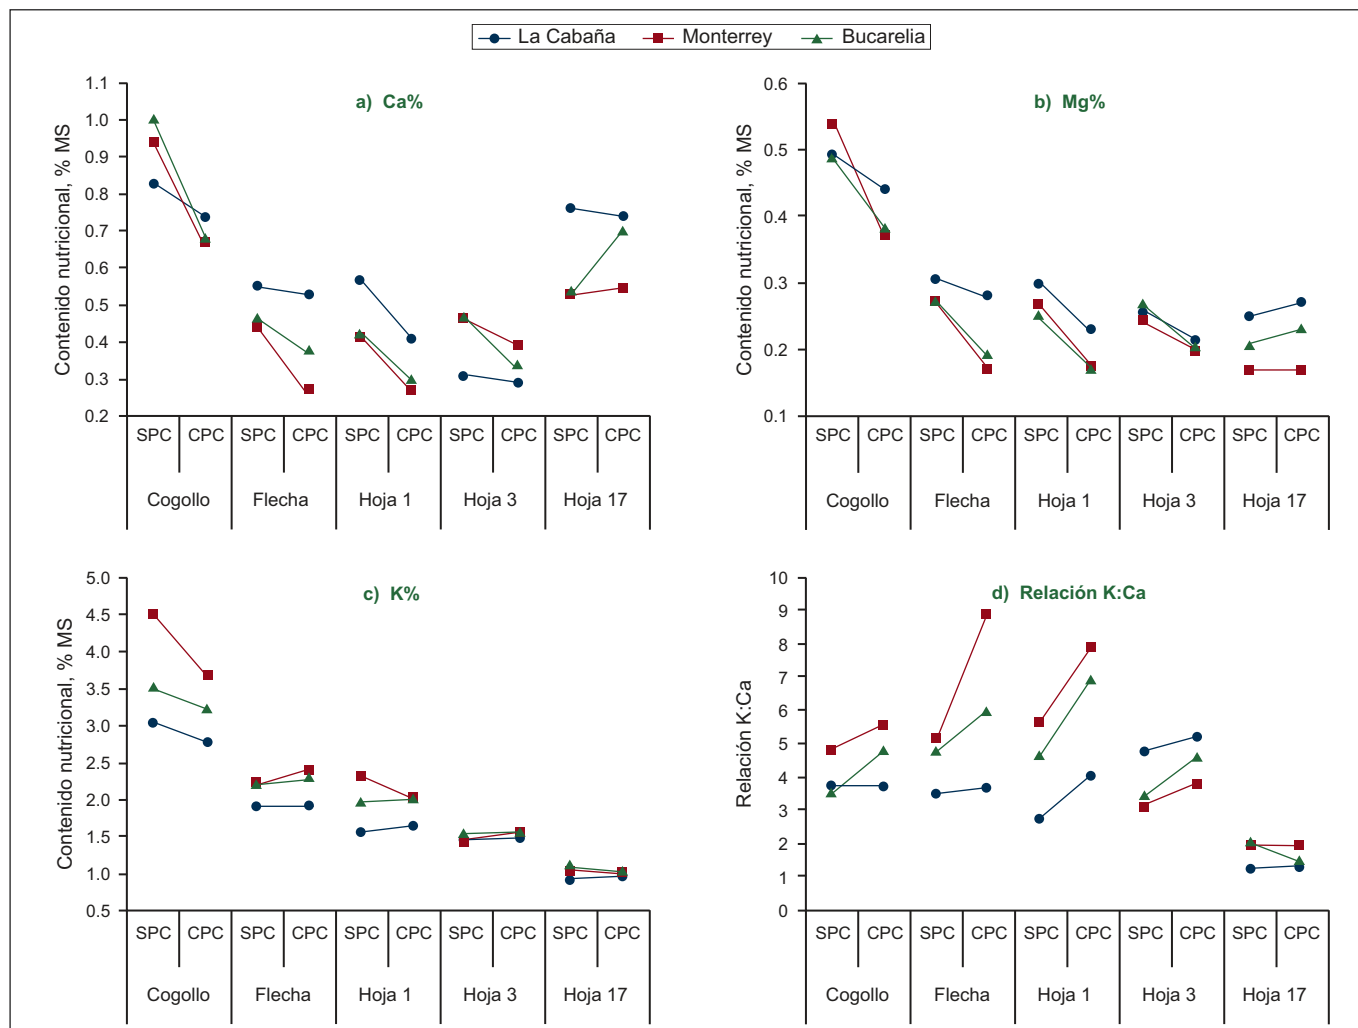 La Cabaña Monterrey Bucarelia
a) Ca%
Contenido nutricional, % MS
1.1
1.0
0.9
0.8
0.7
0.6
0.5
0.4
0.3
0.2
SPC CPC SPC CPC SPC CPC SPC CPC SPC CPC
Cogollo Flecha Hoja 1 Hoja 3 Hoja 17
b) Mg%
Contenido nutricional, % MS
0.6
0.5
0.4
0.3
0.2
0.1
SPC CPC SPC CPC SPC CPC SPC CPC SPC CPC
Cogollo Flecha Hoja 1 Hoja 3 Hoja 17
c) K%
Contenido nutricional, % MS
5.0
4.5
4.0
3.5
3.0
2.5
2.0
1.5
1.0
0.5
SPC CPC SPC CPC SPC CPC SPC CPC SPC CPC
Cogollo Flecha Hoja 1 Hoja 3 Hoja 17
d) Relación K:Ca
Relación K:Ca
10
9
8
7
6
5
4
3
2
1
0
SPC CPC SPC CPC SPC CPC SPC CPC SPC CPC
Cogollo Flecha Hoja 1 Hoja 3 Hoja 17